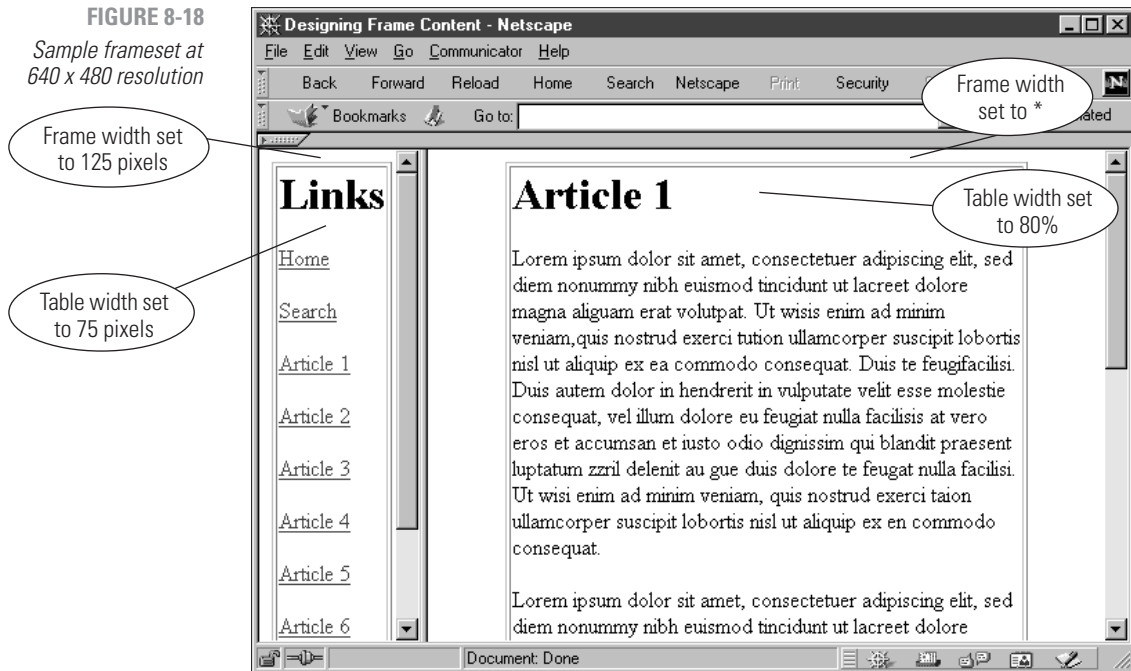 FIGURE 8-18
Sample frameset at
640 x 480 resolution
Designing Frame Content - Netscape
File Edit View Go Communicator Help
Back Forward Reload Home Search Netscape Print Security
N
Bookmarks Go to:
Frame width
set to *
Frame width set
to 125 pixels
Table width set
to 75 pixels
Table width set
to 80%
Links
Home
Search
Article 1
Article 2
Article 3
Article 4
Article 5
Article 6
Article 1
Lorem ipsum dolor sit amet, consectetuer adipiscing elit, sed
diem nonummy nibh euismod tincidunt ut lacreet dolore
magna aliguam erat volutpat. Ut wisis enim ad minim
veniam,quis nostrud exerci tution ullamcorper suscipit lobortis
nisl ut aliquip ex ea commodo consequat. Duis te feugifacilisi.
Duis autem dolor in hendrerit in vulputate velit esse molestie
consequat, vel illum dolore eu feugiat nulla facilisis at vero
eros et accumsan et iusto odio dignissim qui blandit praesent
luptatum zzril delenit au gue duis dolore te feugat nulla facilisi.
Ut wisi enim ad minim veniam, quis nostrud exerci taion
ullamcorper suscipit lobortis nisl ut aliquip ex en commodo
consequat.
Lorem ipsum dolor sit amet, consectetuer adipiscing elit, sed
diem nonummy nibh euismod tincidunt ut lacreet dolore
Document: Done